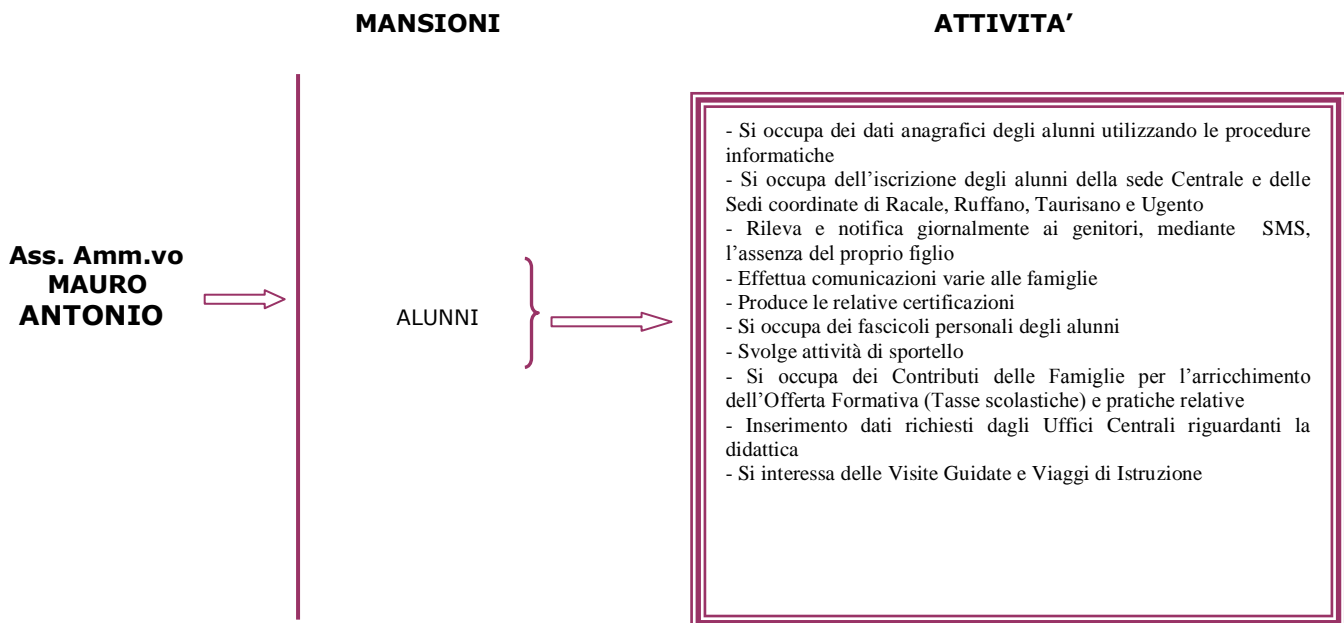 MANSIONI
ATTIVITA’
Ass. Amm.vo
MAURO
ANTONIO
ALUNNI
- Si occupa dei dati anagrafici degli alunni utilizzando le procedure
informatiche
- Si occupa dell’iscrizione degli alunni della sede Centrale e delle
Sedi coordinate di Racale, Ruffano, Taurisano e Ugento
- Rileva e notifica giornalmente ai genitori, mediante SMS,
l’assenza del proprio figlio
- Effettua comunicazioni varie alle famiglie
- Produce le relative certificazioni
- Si occupa dei fascicoli personali degli alunni
- Svolge attività di sportello
- Si occupa dei Contributi delle Famiglie per l’arricchimento
dell’Offerta Formativa (Tasse scolastiche) e pratiche relative
- Inserimento dati richiesti dagli Uffici Centrali riguardanti la
didattica
- Si interessa delle Visite Guidate e Viaggi di Istruzione